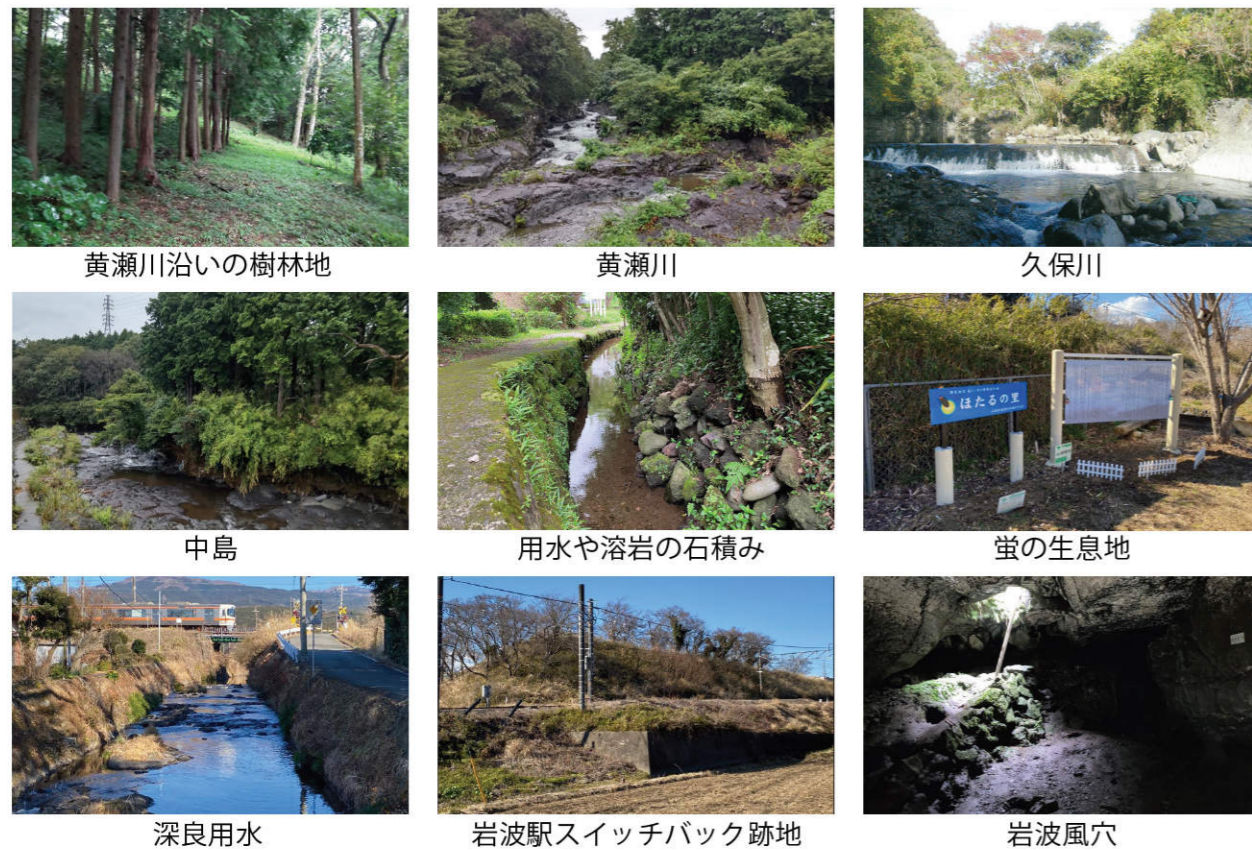 黄瀬川沿いの樹林地
黄瀬川
久保川
中島
用水や溶岩の石積み
ほたるの里
蛍の生息地
深良用水
岩波駅スイッチバック跡地
岩波風穴